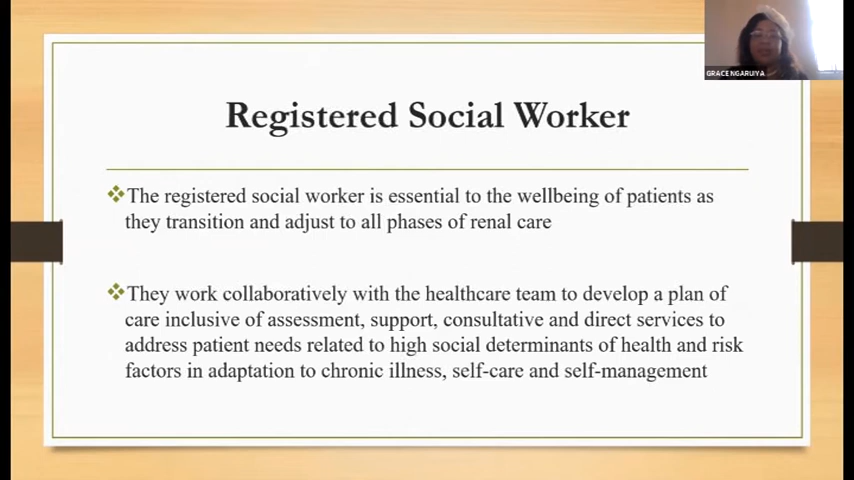 GRACE NGARUIYA
Registered Social Worker
The registered social worker is essential to the wellbeing of patients as
they transition and adjust to all phases of renal care
They work collaboratively with the healthcare team to develop a plan of
care inclusive of assessment, support, consultative and direct services to
address patient needs related to high social determinants of health and risk
factors in adaptation to chronic illness, self-care and self-management